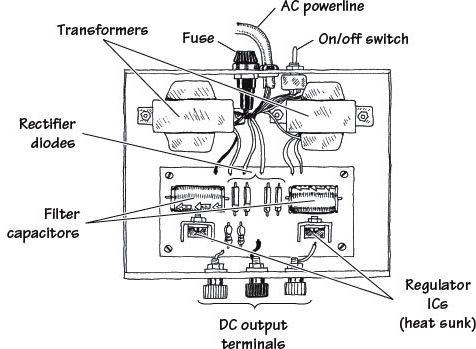 AC powerline
Transformers
Fuse
On/off switch
Rectifier
diodes
Filter
capacitors
Regulator
ICs
(heat sunk)
DC output
terminals